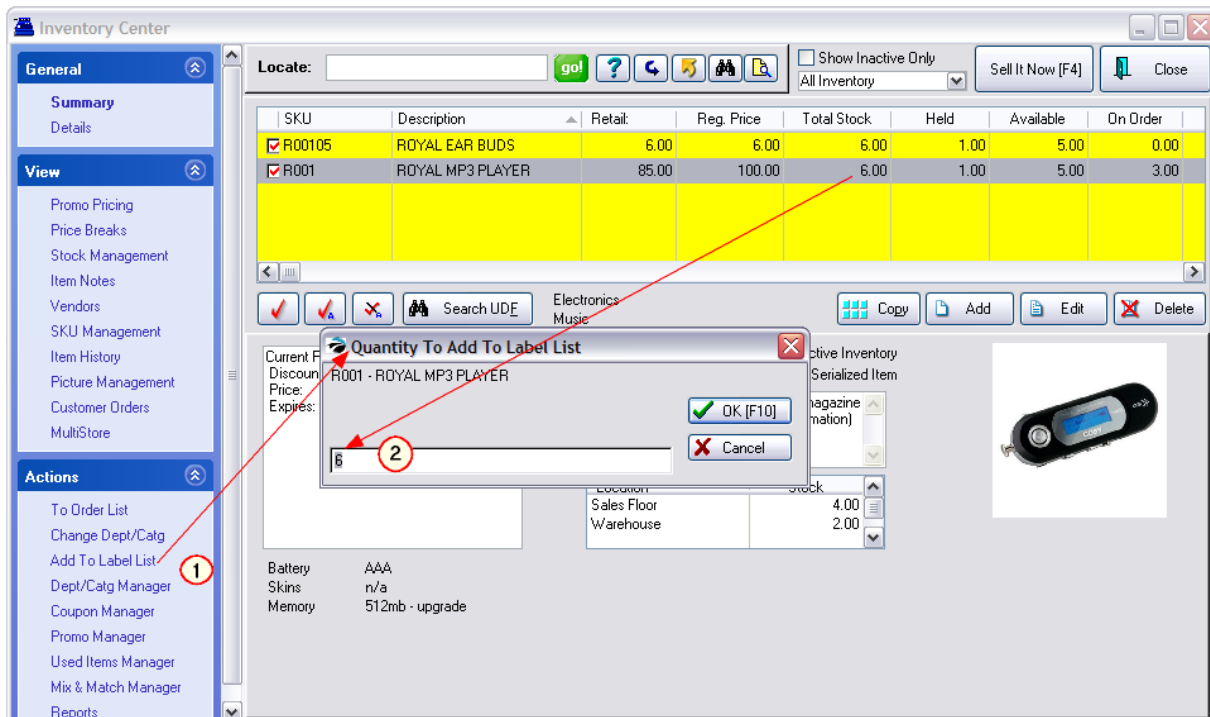 Inventory Center
General
Summary
Details
View
Promo Pricing
Price Breaks
Stock Management
Item Notes
Vendors
SKU Management
Item History
Picture Management
Customer Orders
MultiStore
Actions
To Order List
Change Dept/Catg
Add To Label List
1
Dept/Catg Manager
Coupon Manager
Promo Manager
Used Items Manager
Mix & Match Manager
Reports
Locate: go! ? Show Inactive Only
All Inventory
Sell It Now [F4] Close
SKU Description Retail: Reg. Price Total Stock Held Available On Order
R00105 ROYAL EAR BUDS 6.00 6.00 6.00 1.00 5.00 0.00
R001 ROYAL MP3 PLAYER 85.00 100.00 6.00 1.00 5.00 3.00
A A Search UDF Electronics Copy Add Edit Delete
Music
Quantity To Add To Label List
R001 - ROYAL MP3 PLAYER
OK [F10]
6 2 Cancel
Current
Discoun
Price:
Expires:
ctive Inventory
Serialized Item
agazine
mation)
Location Stock
Sales Floor 4.00
Warehouse 2.00
COBY
Battery AAA
Skins n/a
Memory 512mb - upgrade